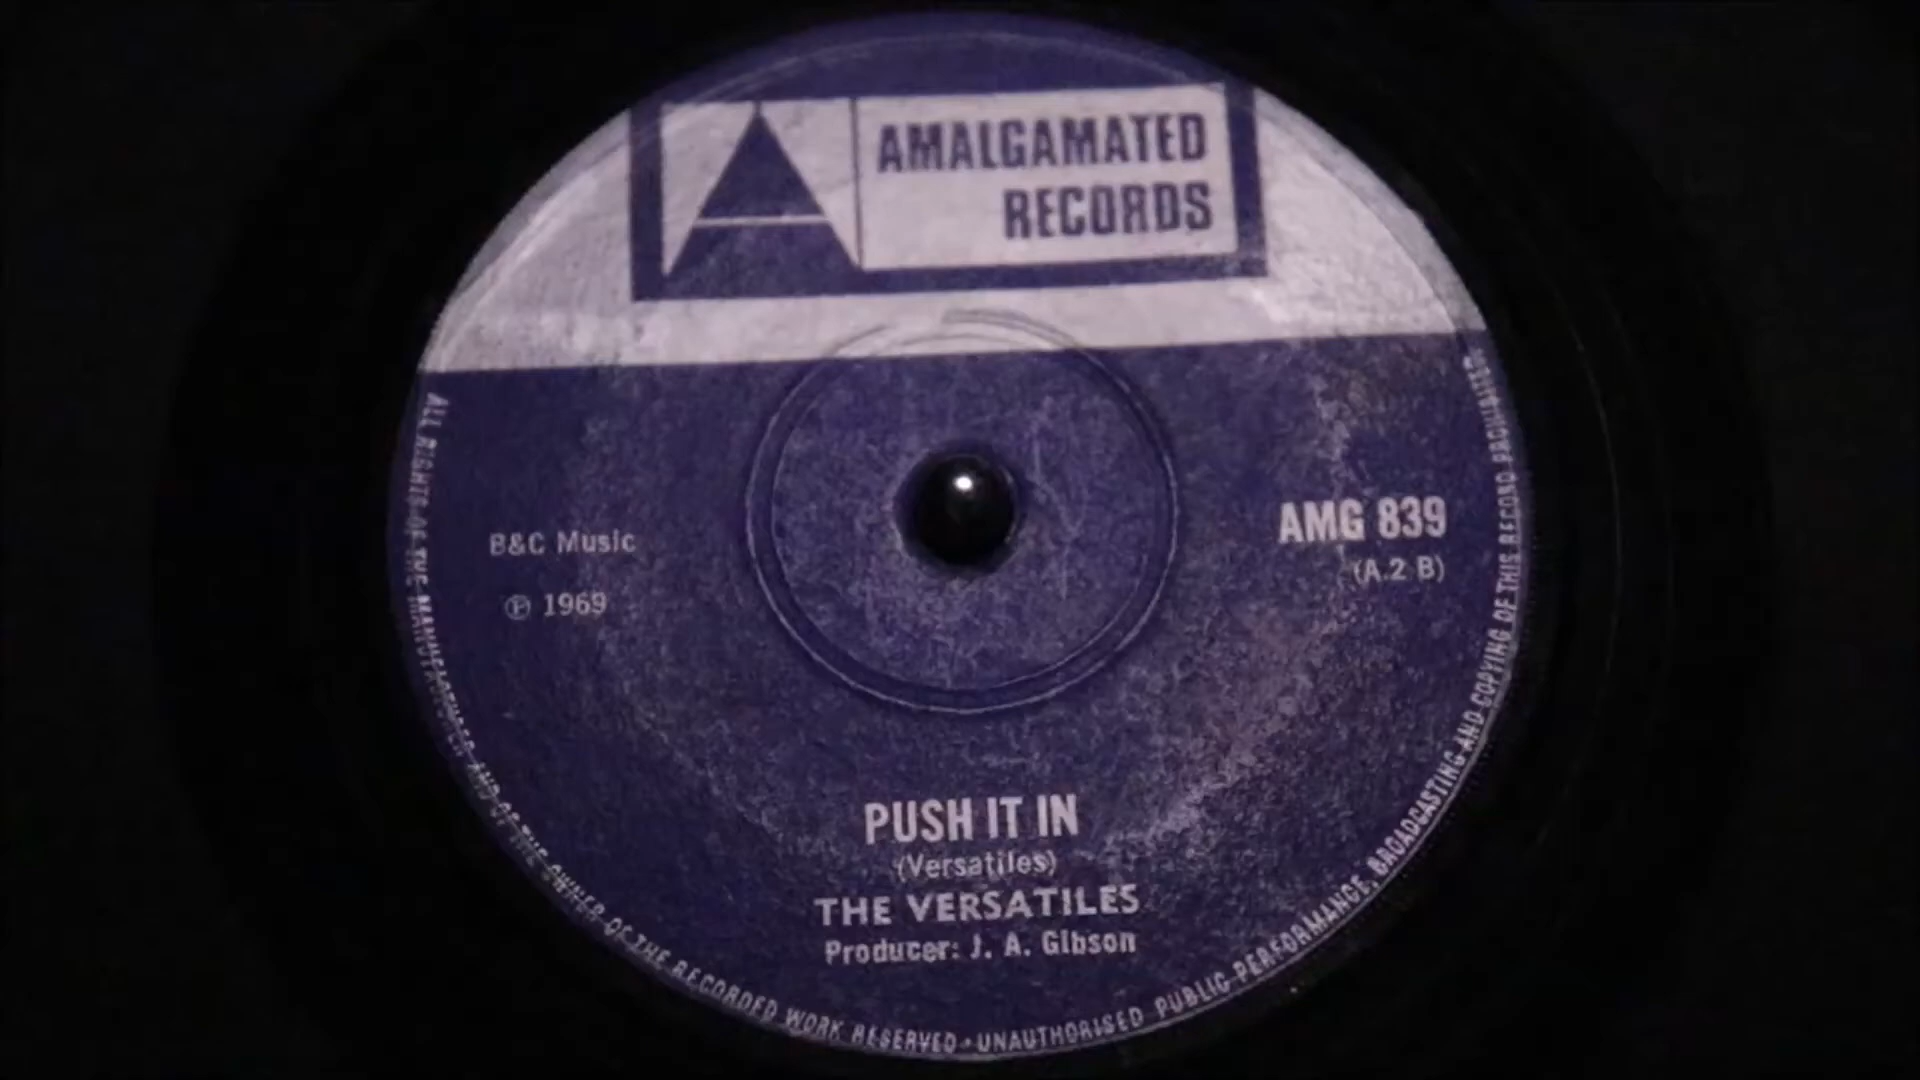 A
AMALGAMATED
RECORDS
B&C Music
℗ 1969
AMG 839
(A.2 B)
PUSH IT IN
(Versatiles)
THE VERSATILES
Producer: J. A. Gibson
ALL RIGHTS OF THE MANUFACTURER AND OF THE OWNER OF THE RECORDED WORK RESERVED · UNAUTHORISED PUBLIC PERFORMANCE, BROADCASTING AND COPYING OF THIS RECORD PROHIBITED